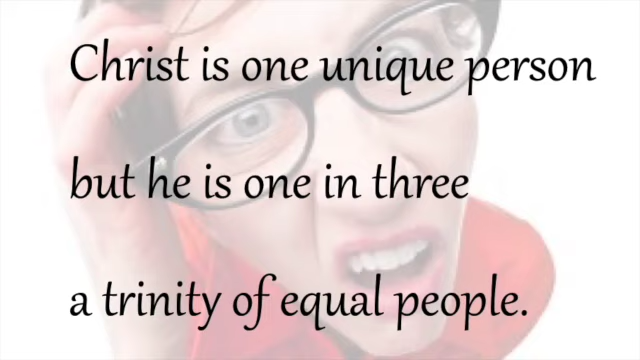 Christ is one unique person
but he is one in three
a trinity of equal people.